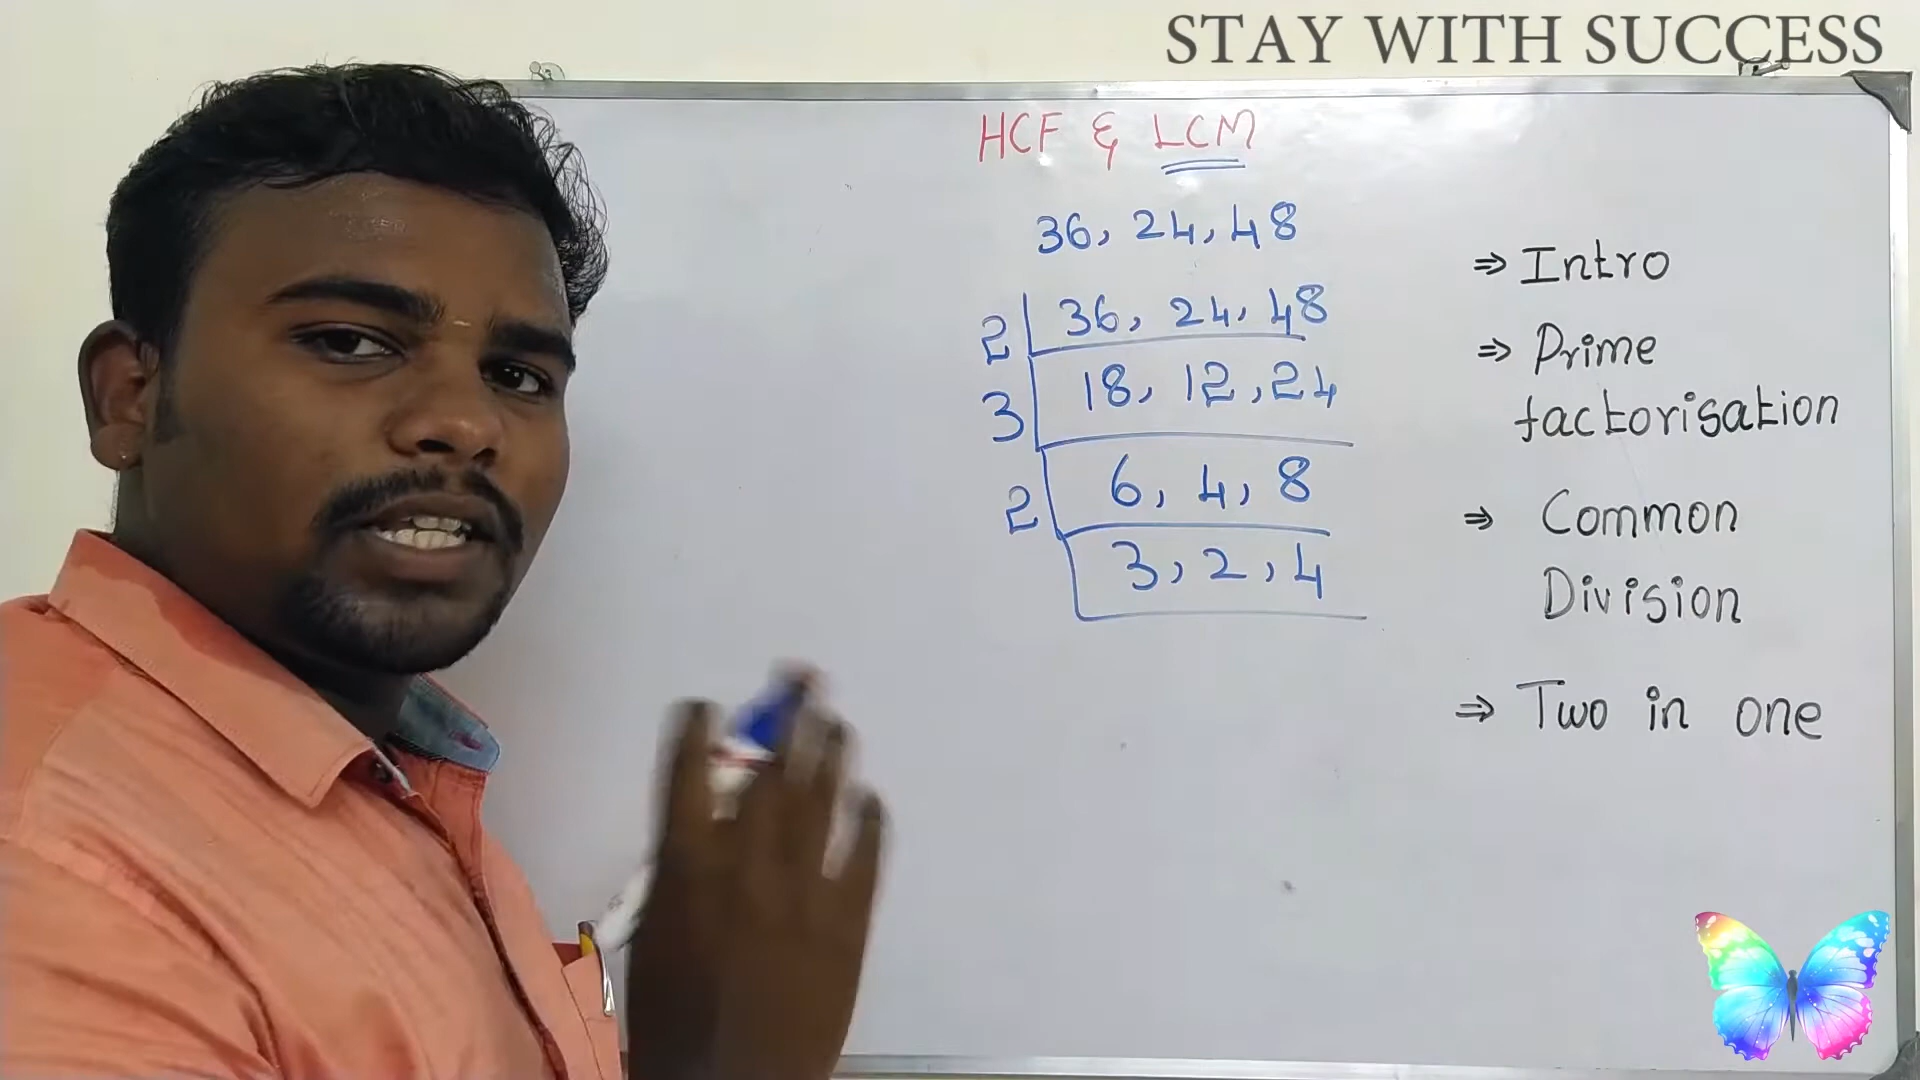 STAY WITH SUCCESS
HCF & LCM
36, 24, 48
2 36, 24, 48
3 18, 12, 24
2 6, 4, 8
3, 2, 4
⇒ Intro
⇒ Prime
factorisation
⇒ Common
Division
⇒ Two in one